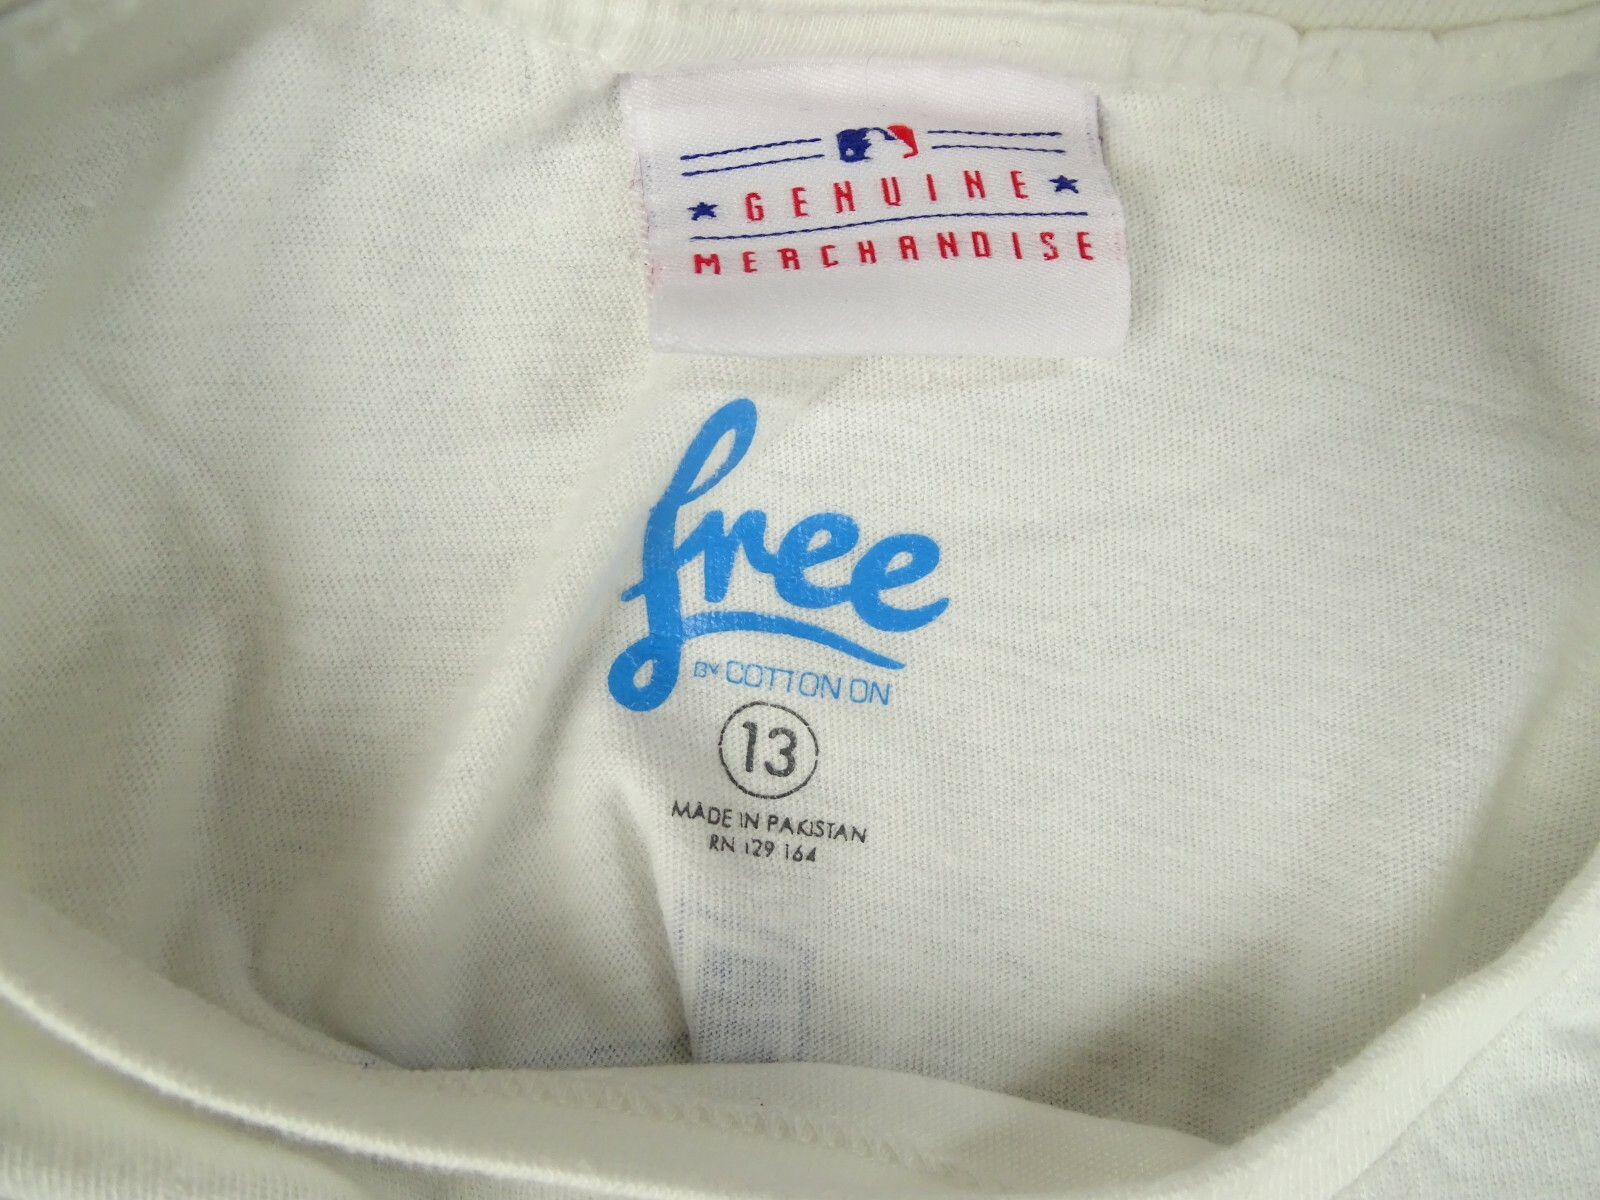 GENUINE
MERCHANDISE
free
BY COTTON ON
13
MADE IN PAKISTAN
RN 129 164